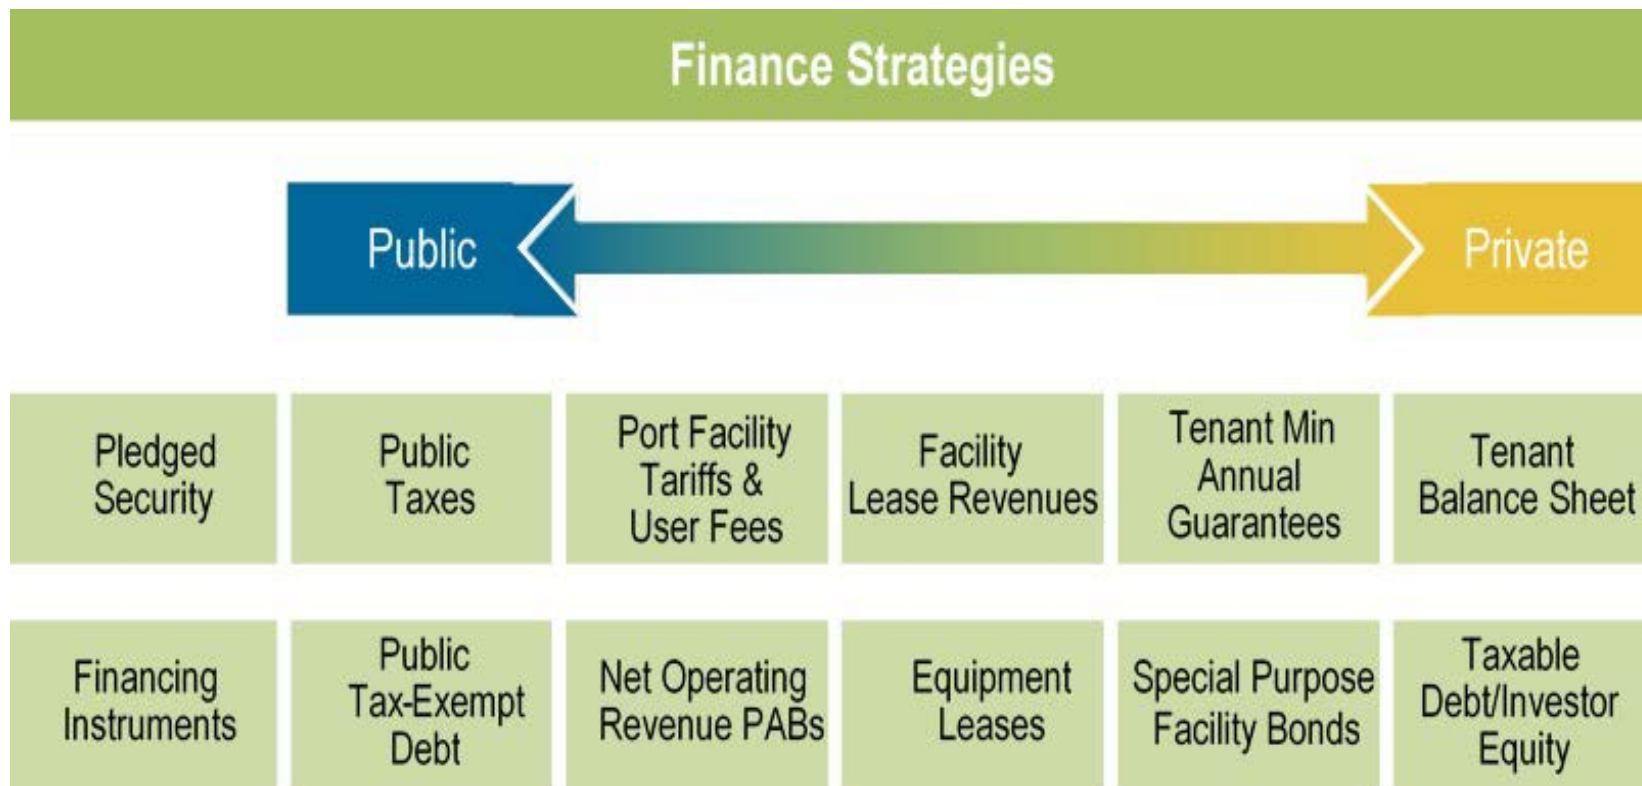 Finance Strategies
Public
Private
Pledged
Security
Public
Taxes
Port Facility
Tariffs &
User Fees
Facility
Lease Revenues
Tenant Min
Annual
Guarantees
Tenant
Balance Sheet
Financing
Instruments
Public
Tax-Exempt
Debt
Net Operating
Revenue PABs
Equipment
Leases
Special Purpose
Facility Bonds
Taxable
Debt/Investor
Equity